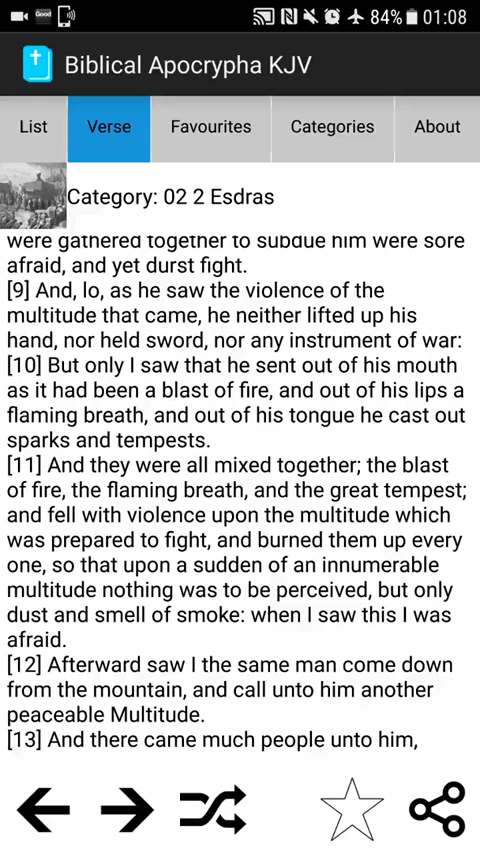 Good
84% 01:08
Biblical Apocrypha KJV
List Verse Favourites Categories About
Category: 02 2 Esdras
were gathered together to subdue him were sore
afraid, and yet durst fight.
[9] And, lo, as he saw the violence of the
multitude that came, he neither lifted up his
hand, nor held sword, nor any instrument of war:
[10] But only I saw that he sent out of his mouth
as it had been a blast of fire, and out of his lips a
flaming breath, and out of his tongue he cast out
sparks and tempests.
[11] And they were all mixed together; the blast
of fire, the flaming breath, and the great tempest;
and fell with violence upon the multitude which
was prepared to fight, and burned them up every
one, so that upon a sudden of an innumerable
multitude nothing was to be perceived, but only
dust and smell of smoke: when I saw this I was
afraid.
[12] Afterward saw I the same man come down
from the mountain, and call unto him another
peaceable Multitude.
[13] And there came much people unto him,